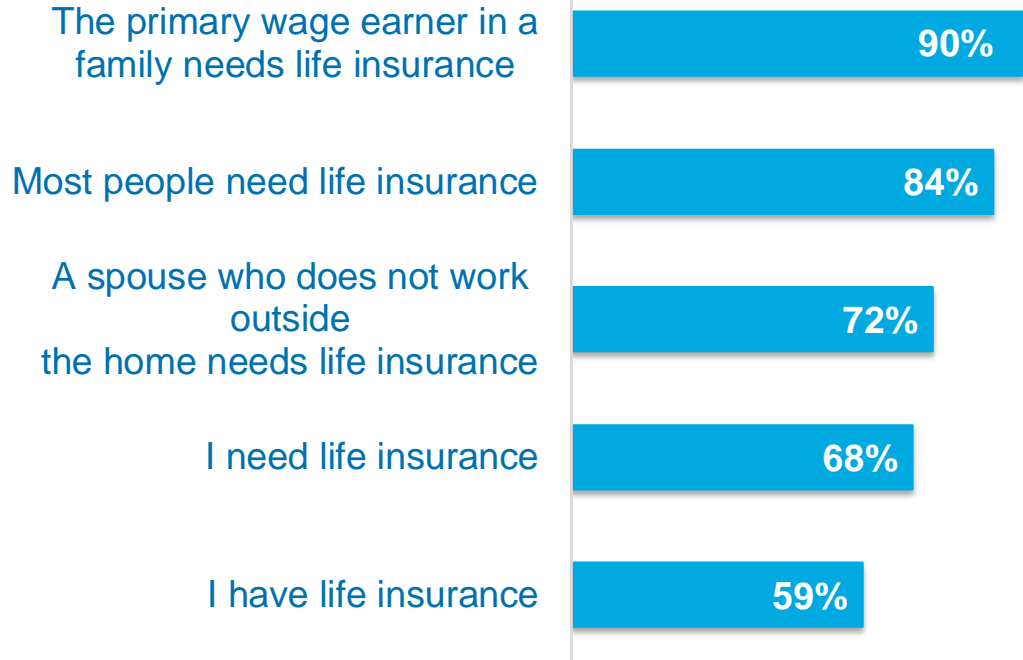 The primary wage earner in a
family needs life insurance
90%
Most people need life insurance
84%
A spouse who does not work
outside
the home needs life insurance
72%
I need life insurance
68%
I have life insurance
59%